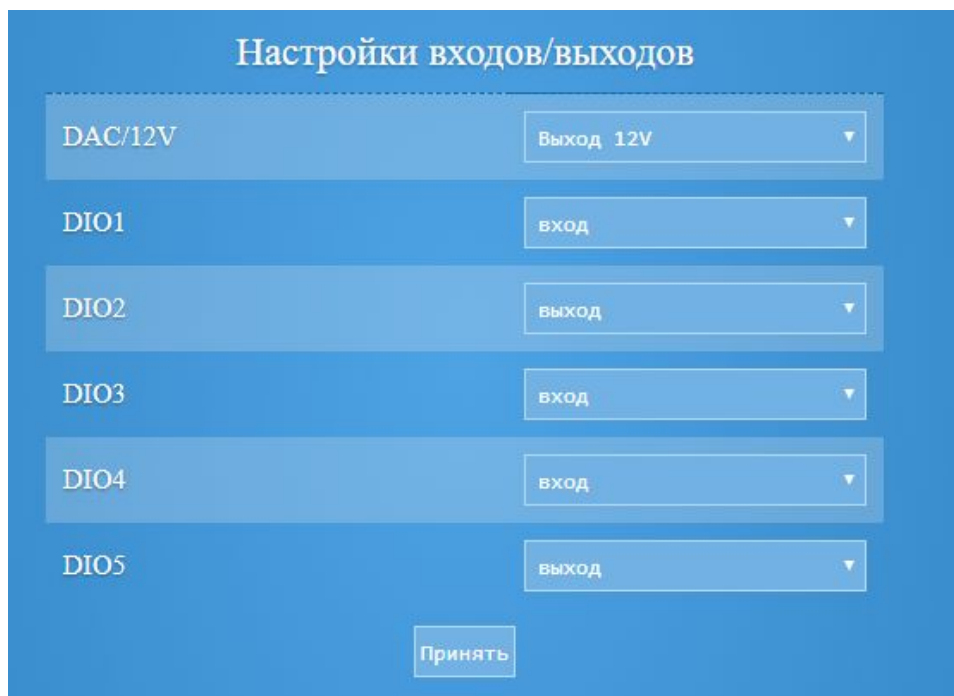 Настройки входов/выходов
DAC/12V Выход 12V
DIO1 вход
DIO2 выход
DIO3 вход
DIO4 вход
DIO5 выход
Принять